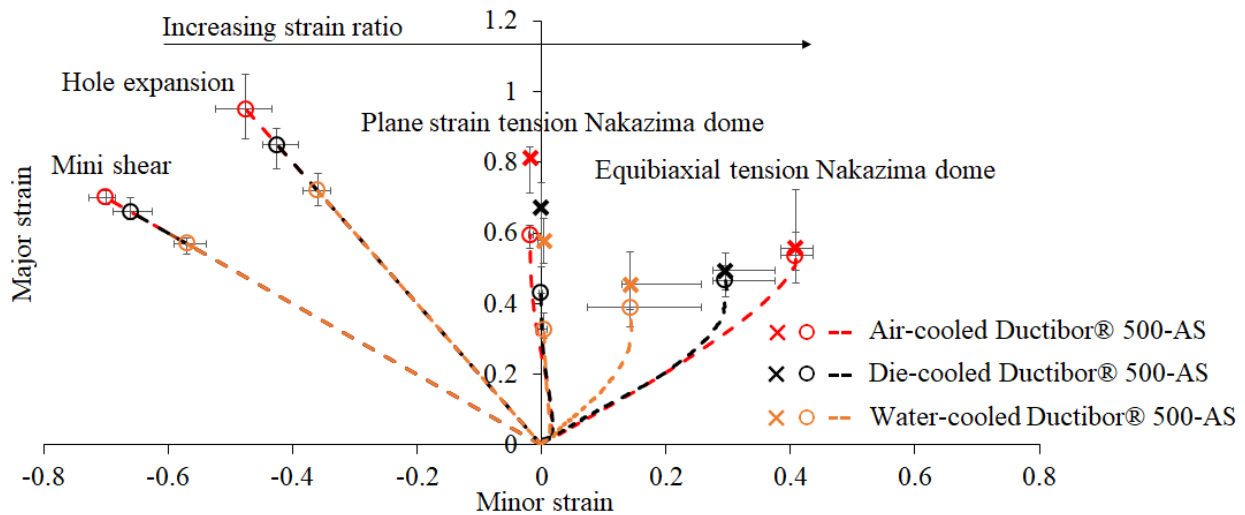 Increasing strain ratio
1.2
Hole expansion
1
Plane strain tension Nakazima dome
Mini shear
0.8
Equibiaxial tension Nakazima dome
Major strain
0.6
0.4
Air-cooled Ductibor® 500-AS
Die-cooled Ductibor® 500-AS
0.2
Water-cooled Ductibor® 500-AS
0
-0.8 -0.6 -0.4 -0.2 0 0.2 0.4 0.6 0.8
Minor strain